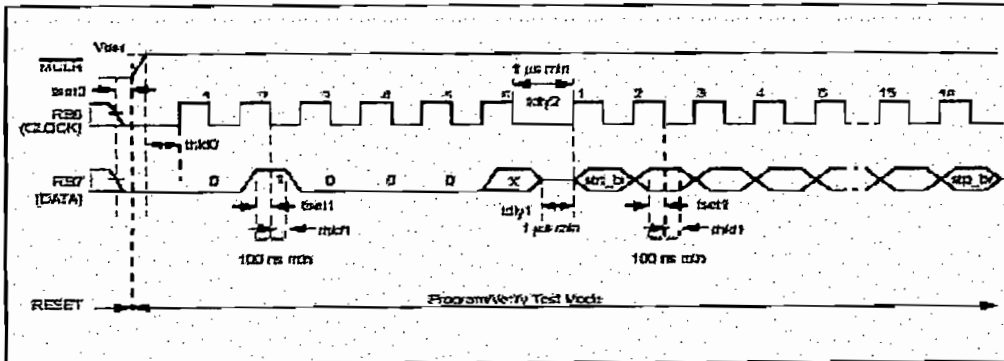 MCLR
1 µs min
tset0
tdly2
1 2 3 4 5 6 1 2 3 4 5 15 16
RB6
(CLOCK)
thld0
RB7
(DATA)
0 1 0 0 0 X strt_bit stp_bit
tset1
thld1
tdly1
1 µs min
tset1
thld1
100 ns min
100 ns min
RESET
Program/Verify Test Mode